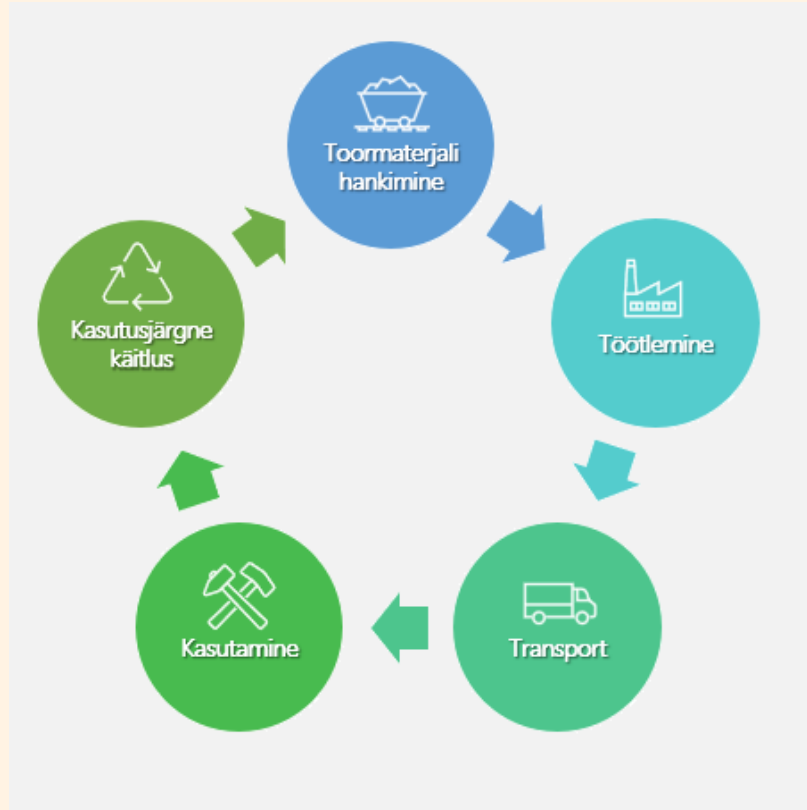 Toormaterjali
hankimine
Töötlemine
Transport
Kasutamine
Kasutusjärgne
käitlus